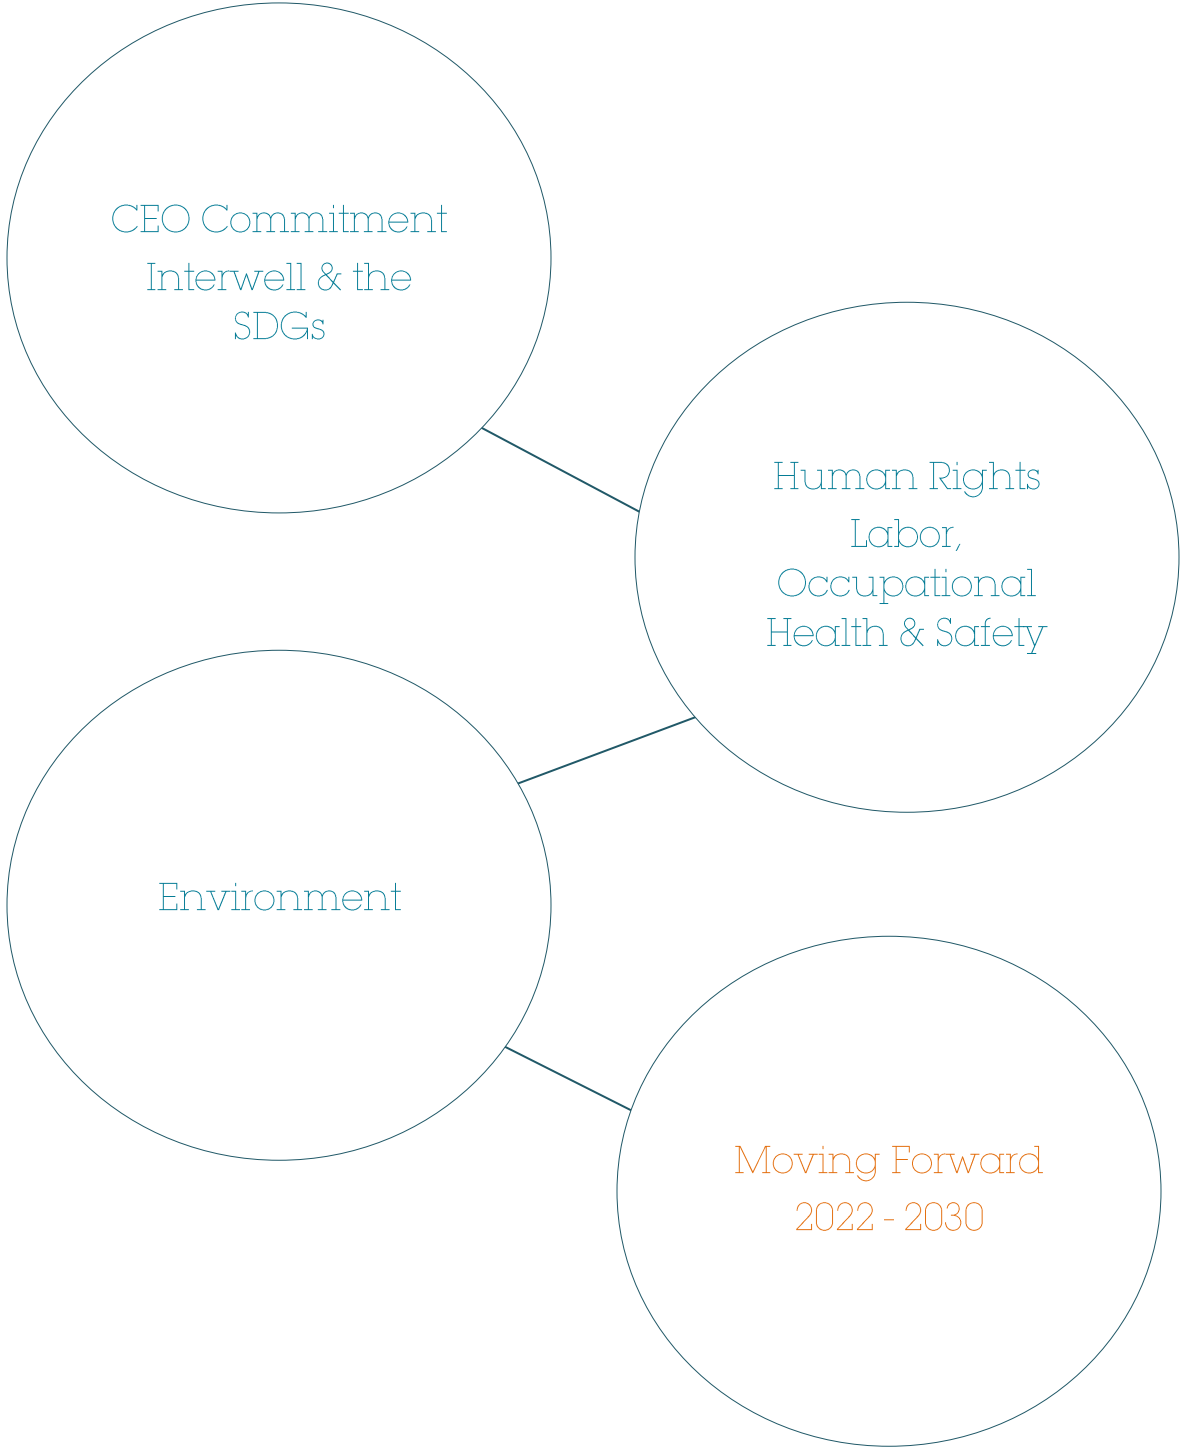 CEO Commitment
Interwell & the
SDGs
Human Rights
Labor,
Occupational
Health & Safety
Environment
Moving Forward
2022 - 2030